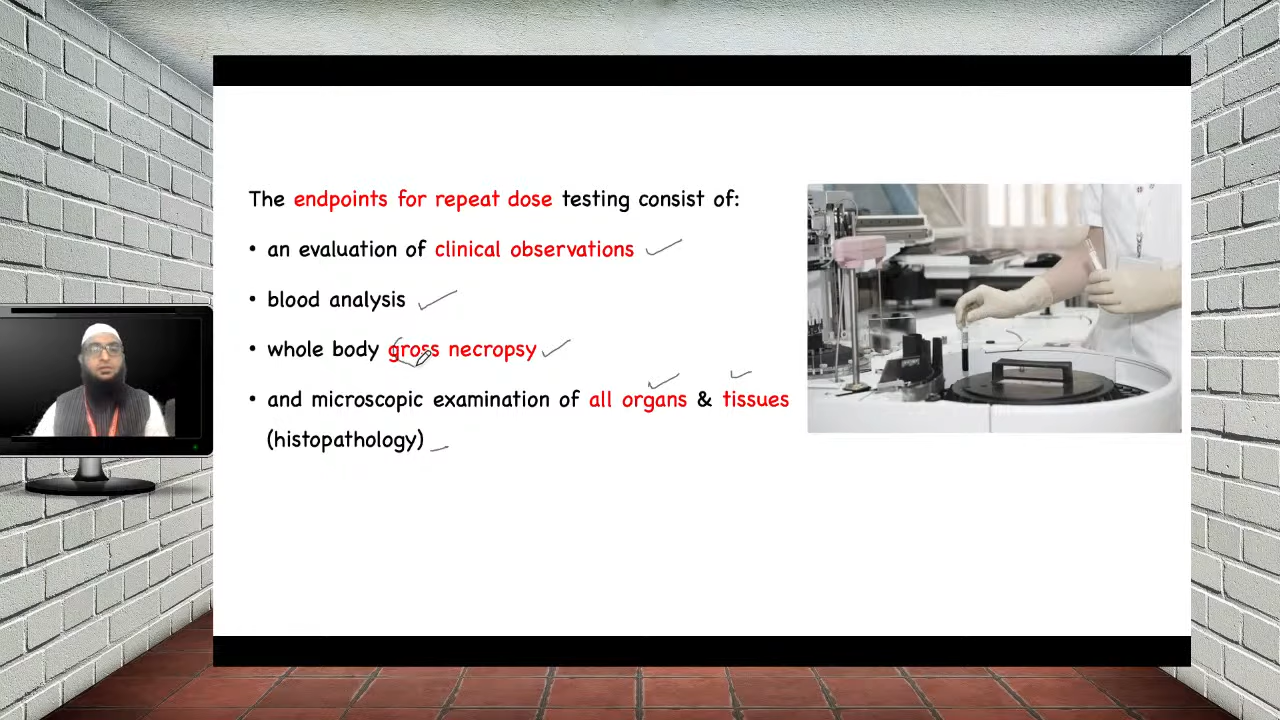 The endpoints for repeat dose testing consist of:
• an evaluation of clinical observations
• blood analysis
• whole body gross necropsy
• and microscopic examination of all organs & tissues
(histopathology)